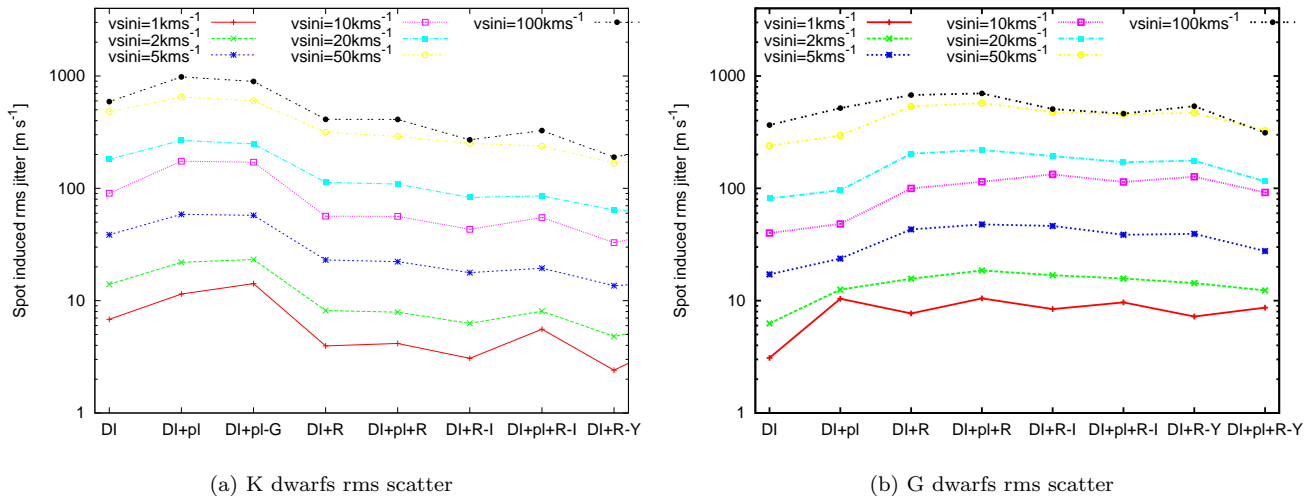 vsini=1kms-1 vsini=10kms-1 vsini=100kms-1
vsini=2kms-1 vsini=20kms-1
vsini=5kms-1 vsini=50kms-1
1000
100
10
1
Spot induced rms jitter [m s-1]
DI DI+pl DI+pl-G DI+R DI+pl+R DI+R-I DI+pl+R-I DI+R-Y
(a) K dwarfs rms scatter
vsini=1kms-1 vsini=10kms-1 vsini=100kms-1
vsini=2kms-1 vsini=20kms-1
vsini=5kms-1 vsini=50kms-1
1000
100
10
1
Spot induced rms jitter [m s-1]
DI DI+pl DI+R DI+pl+R DI+R-I DI+pl+R-I DI+R-Y DI+pl+R-Y
(b) G dwarfs rms scatter